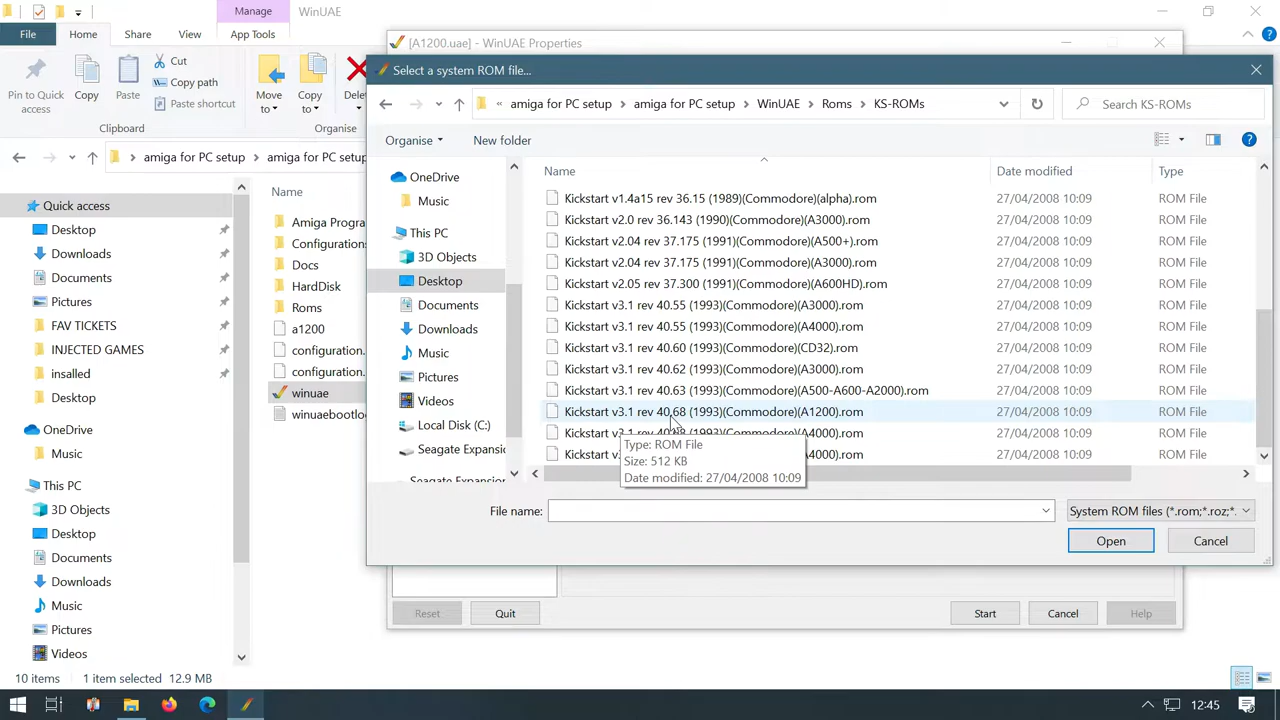 Manage
WinUAE
File
Home
Share
View
App Tools
Pin to Quick
access
Copy
Paste
Cut
Copy path
Paste shortcut
Move
to
Copy
to
Delet
Clipboard
Organise
amiga for PC setup
amiga for PC setup
Name
Quick access
Desktop
Downloads
Documents
Pictures
FAV TICKETS
INJECTED GAMES
insalled
Desktop
OneDrive
Music
This PC
3D Objects
Desktop
Documents
Downloads
Music
Pictures
Videos
Amiga Progra
Configurations
Docs
HardDisk
Roms
a1200
configuration.
configuration.
winuae
winuaebootlo
10 items
1 item selected
12.9 MB
[A1200.uae] - WinUAE Properties
Select a system ROM file...
« amiga for PC setup > amiga for PC setup > WinUAE > Roms > KS-ROMs
Search KS-ROMs
Organise
New folder
OneDrive
Music
This PC
3D Objects
Desktop
Documents
Downloads
Music
Pictures
Videos
Local Disk (C:)
Seagate Expansio
Name Date modified Type
Kickstart v1.4a15 rev 36.15 (1989)(Commodore)(alpha).rom 27/04/2008 10:09 ROM File
Kickstart v2.0 rev 36.143 (1990)(Commodore)(A3000).rom 27/04/2008 10:09 ROM File
Kickstart v2.04 rev 37.175 (1991)(Commodore)(A500+).rom 27/04/2008 10:09 ROM File
Kickstart v2.04 rev 37.175 (1991)(Commodore)(A3000).rom 27/04/2008 10:09 ROM File
Kickstart v2.05 rev 37.300 (1991)(Commodore)(A600HD).rom 27/04/2008 10:09 ROM File
Kickstart v3.1 rev 40.55 (1993)(Commodore)(A3000).rom 27/04/2008 10:09 ROM File
Kickstart v3.1 rev 40.55 (1993)(Commodore)(A4000).rom 27/04/2008 10:09 ROM File
Kickstart v3.1 rev 40.60 (1993)(Commodore)(CD32).rom 27/04/2008 10:09 ROM File
Kickstart v3.1 rev 40.62 (1993)(Commodore)(A3000).rom 27/04/2008 10:09 ROM File
Kickstart v3.1 rev 40.63 (1993)(Commodore)(A500-A600-A2000).rom 27/04/2008 10:09 ROM File
Kickstart v3.1 rev 40.68 (1993)(Commodore)(A1200).rom 27/04/2008 10:09 ROM File
Kickstart v3.1 rev (1993)(Commodore)(A4000).rom 27/04/2008 10:09 ROM File
Kickstart A4000).rom 27/04/2008 10:09 ROM File
Type: ROM File
Size: 512 KB
Date modified: 27/04/2008 10:09
File name:
System ROM files (*.rom;*.roz;*.
Open
Cancel
Reset
Quit
Start
Cancel
Help
12:45